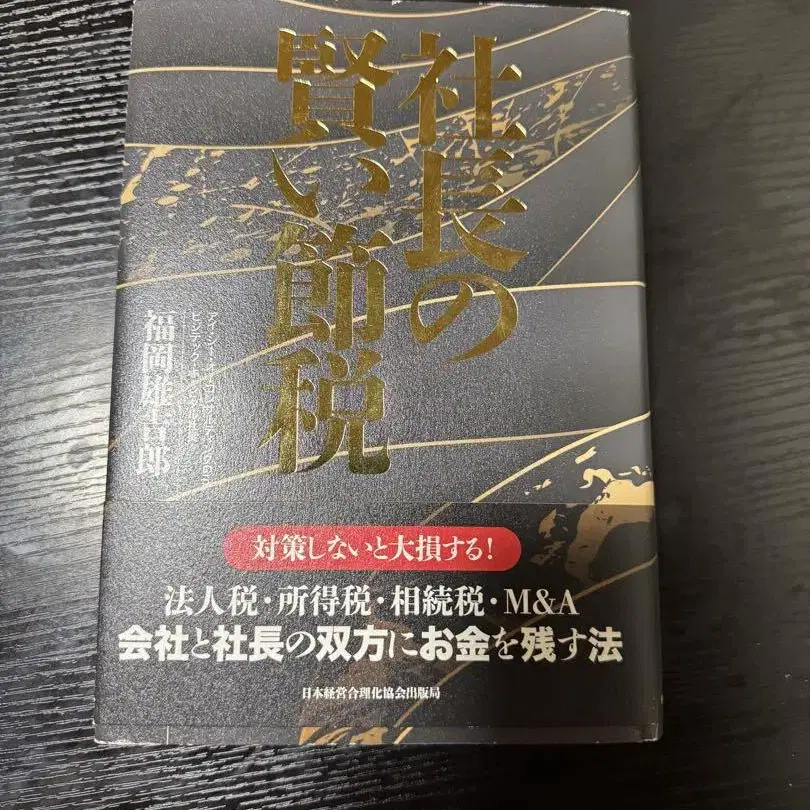 社長の
賢い節税
福岡雄吉郎
対策しないと大損する!
法人税・所得税・相続税・M&A
会社と社長の双方にお金を残す法
日本経営合理化協会出版局